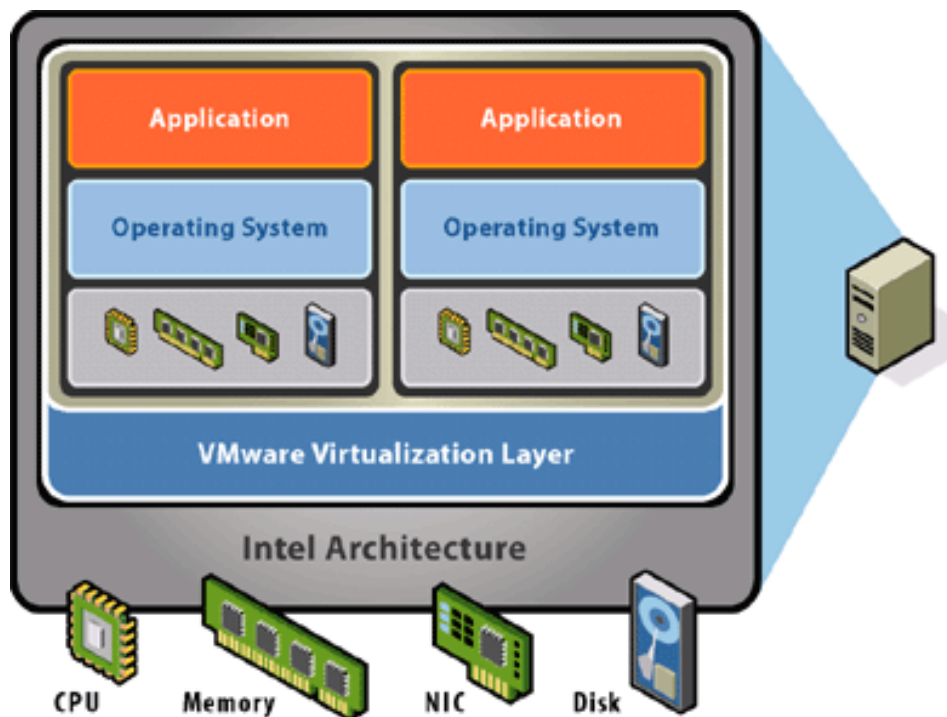 Application
Application
Operating System
Operating System
VMware Virtualization Layer
Intel Architecture
CPU
Memory
NIC
Disk